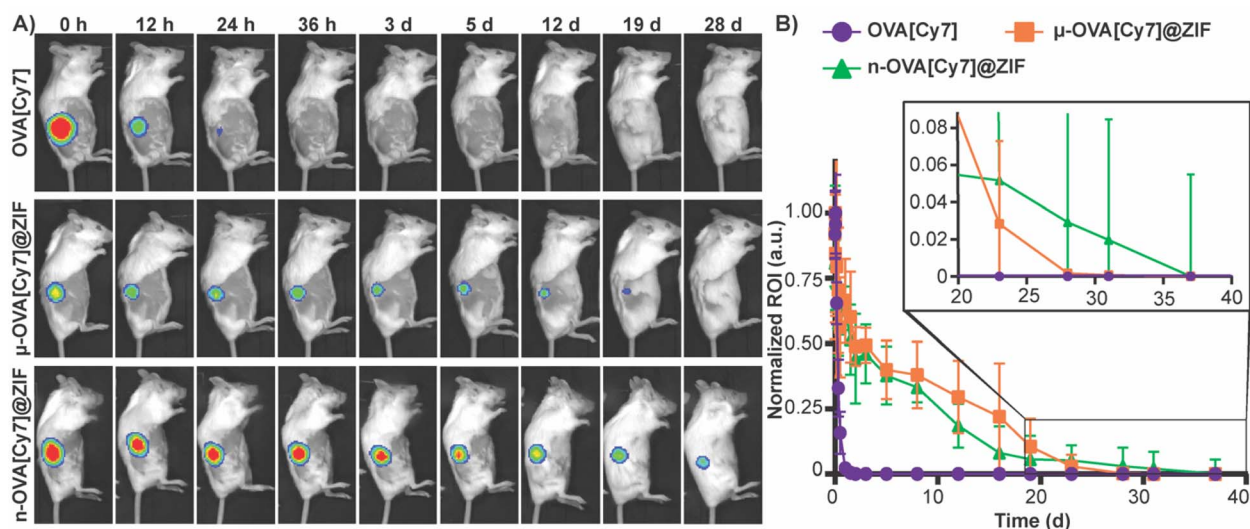 A)
0 h 12 h 24 h 36 h 3 d 5 d 12 d 19 d 28 d
OVA[Cy7]
μ-OVA[Cy7]@ZIF
n-OVA[Cy7]@ZIF
B)
OVA[Cy7] μ-OVA[Cy7]@ZIF
n-OVA[Cy7]@ZIF
Normalized ROI (a.u.)
1.00
0.75
0.50
0.25
0
0 10 20 30 40
Time (d)
0.08
0.06
0.04
0.02
0
20 25 30 35 40